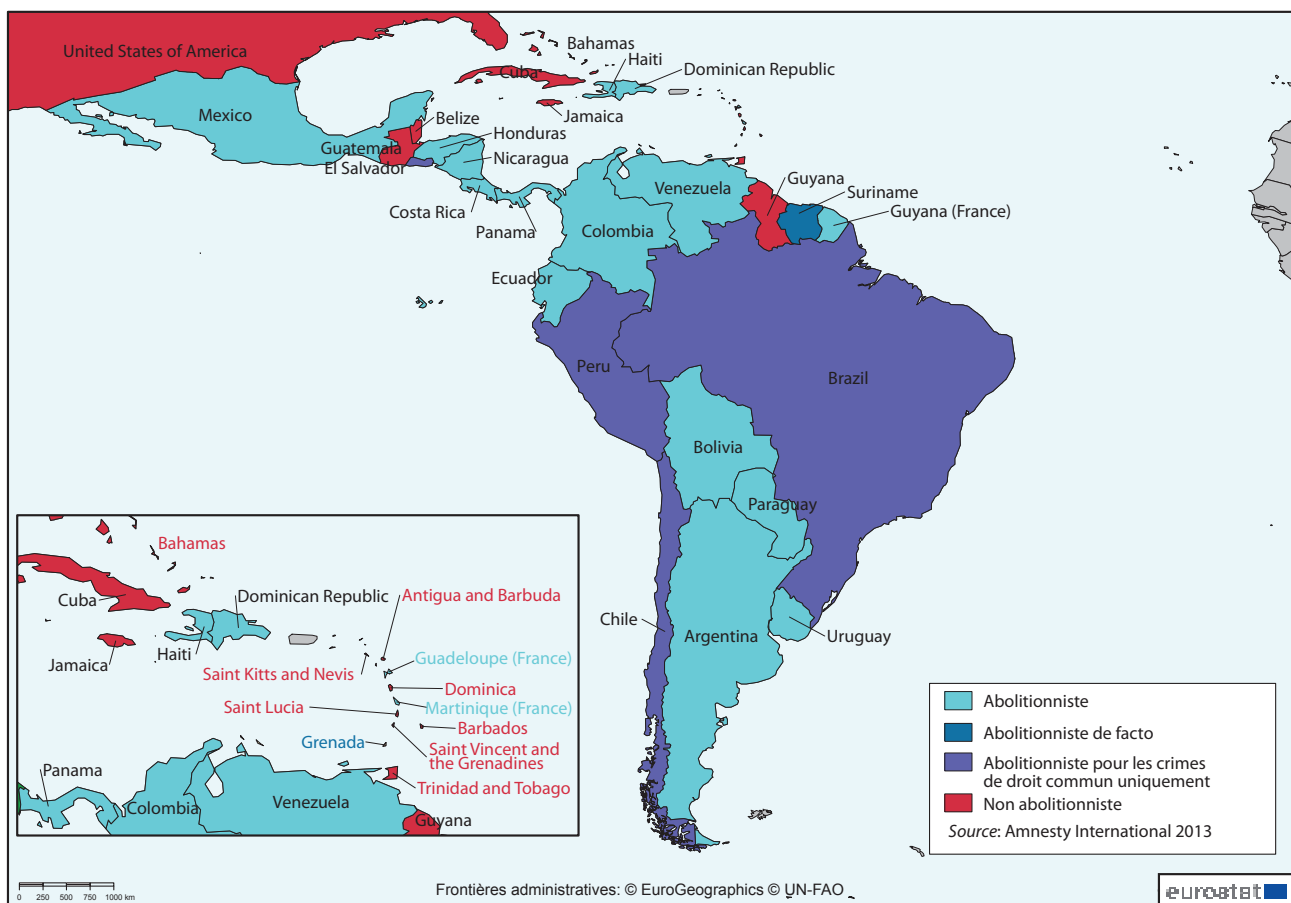 United States of America
Bahamas
Haiti
Dominican Republic
Cuba
Mexico
Jamaica
Belize
Honduras
Guatemala
Nicaragua
El Salvador
Costa Rica
Panama
Venezuela
Guyana
Suriname
Guyana (France)
Colombia
Ecuador
Peru
Brazil
Bolivia
Paraguay
Chile
Argentina
Uruguay
Bahamas
Cuba
Dominican Republic
Antigua and Barbuda
Jamaica
Haiti
Guadeloupe (France)
Saint Kitts and Nevis
Dominica
Martinique (France)
Saint Lucia
Barbados
Grenada
Saint Vincent and
the Grenadines
Panama
Trinidad and Tobago
Colombia
Venezuela
Guyana
Abolitionniste
Abolitionniste de facto
Abolitionniste pour les crimes
de droit commun uniquement
Non abolitionniste
Source: Amnesty International 2013
0 250 500 750 1000 km
Frontières administratives: © EuroGeographics © UN-FAO
eurostat